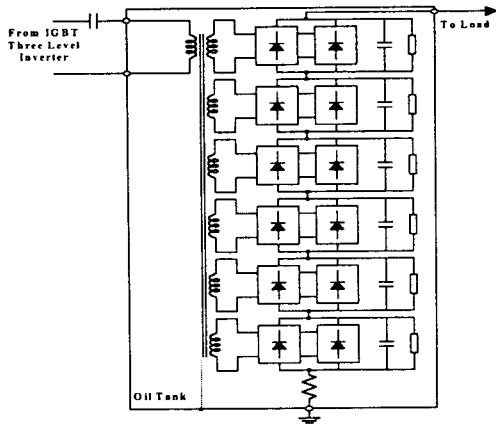 From IGBT
Three Level
Inverter
To Load
Oil Tank